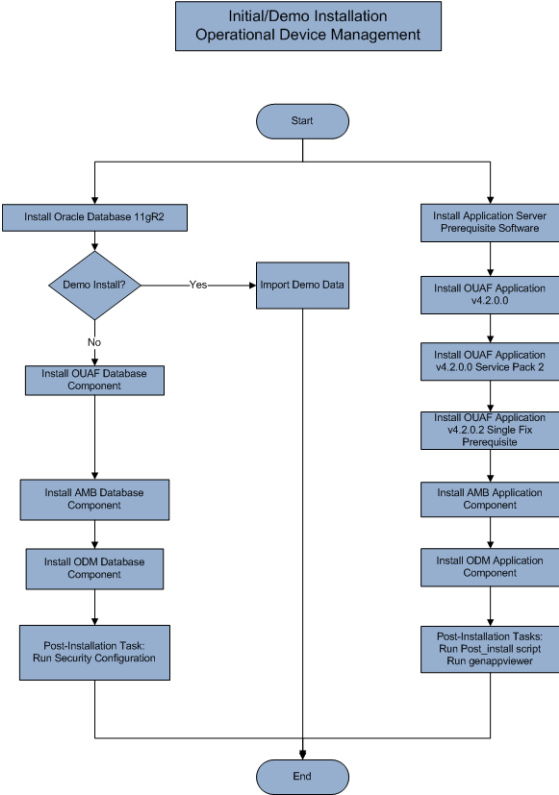 Initial/Demo Installation
Operational Device Management
Start
Install Oracle Database 11gR2
Demo Install?
Yes
Import Demo Data
No
Install OUAF Database
Component
Install AMB Database
Component
Install ODM Database
Component
Post-Installation Task:
Run Security Configuration
Install Application Server
Prerequisite Software
Install OUAF Application
v4.2.0.0
Install OUAF Application
v4.2.0.0 Service Pack 2
Install OUAF Application
v4.2.0.2 Single Fix
Prerequisite
Install AMB Application
Component
Install ODM Application
Component
Post-Installation Tasks:
Run Post_install script
Run genappviewer
End